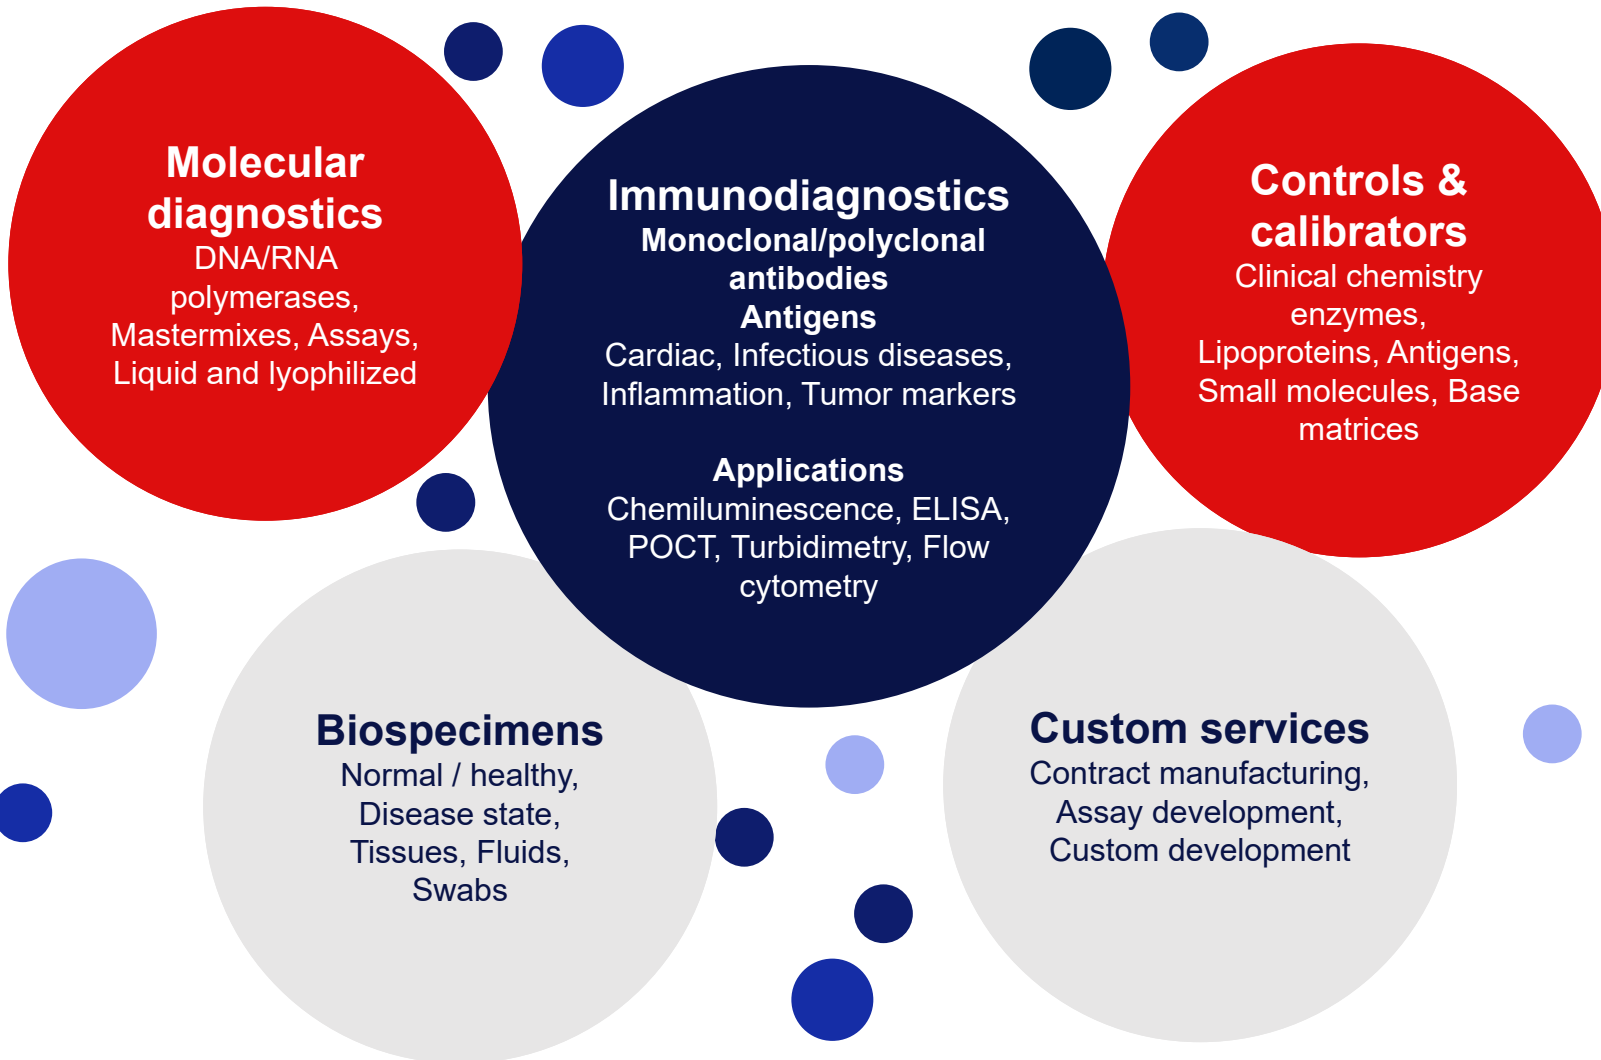 Molecular
diagnostics
DNA/RNA
polymerases,
Mastermixes, Assays,
Liquid and lyophilized
Immunodiagnostics
Monoclonal/polyclonal
antibodies
Antigens
Cardiac, Infectious diseases,
Inflammation, Tumor markers
Applications
Chemiluminescence, ELISA,
POCT, Turbidimetry, Flow
cytometry
Controls &
calibrators
Clinical chemistry
enzymes,
Lipoproteins, Antigens,
Small molecules, Base
matrices
Biospecimens
Normal / healthy,
Disease state,
Tissues, Fluids,
Swabs
Custom services
Contract manufacturing,
Assay development,
Custom development